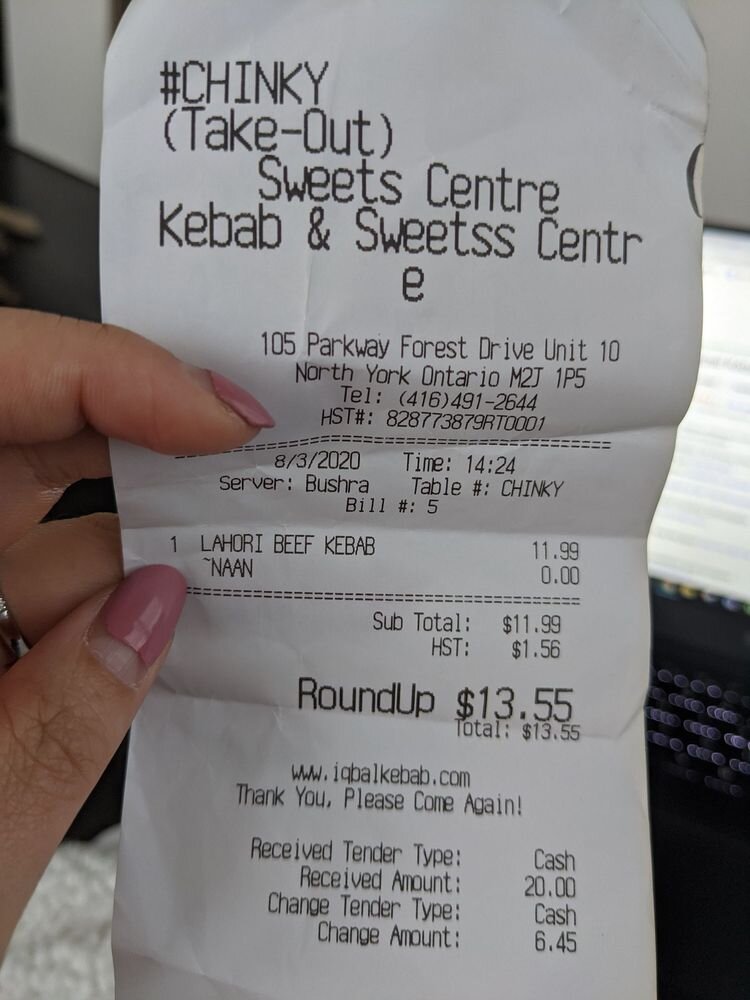 #CHINKY
(Take-Out)
Sweets Centre
Kebab & Sweetss Centr
e
105 Parkway Forest Drive Unit 10
North York Ontario M2J 1P5
Tel: (416)491-2644
HST#: 828773879RT0001
8/3/2020 Time: 14:24
Server: Bushra Table #: CHINKY
Bill #: 5
1 LAHORI BEEF KEBAB 11.99
~NAAN 0.00
Sub Total: $11.99
HST: $1.56
RoundUp $13.55
Total: $13.55
www.iqbalkebab.com
Thank You, Please Come Again!
Received Tender Type: Cash
Received Amount: 20.00
Change Tender Type: Cash
Change Amount: 6.45